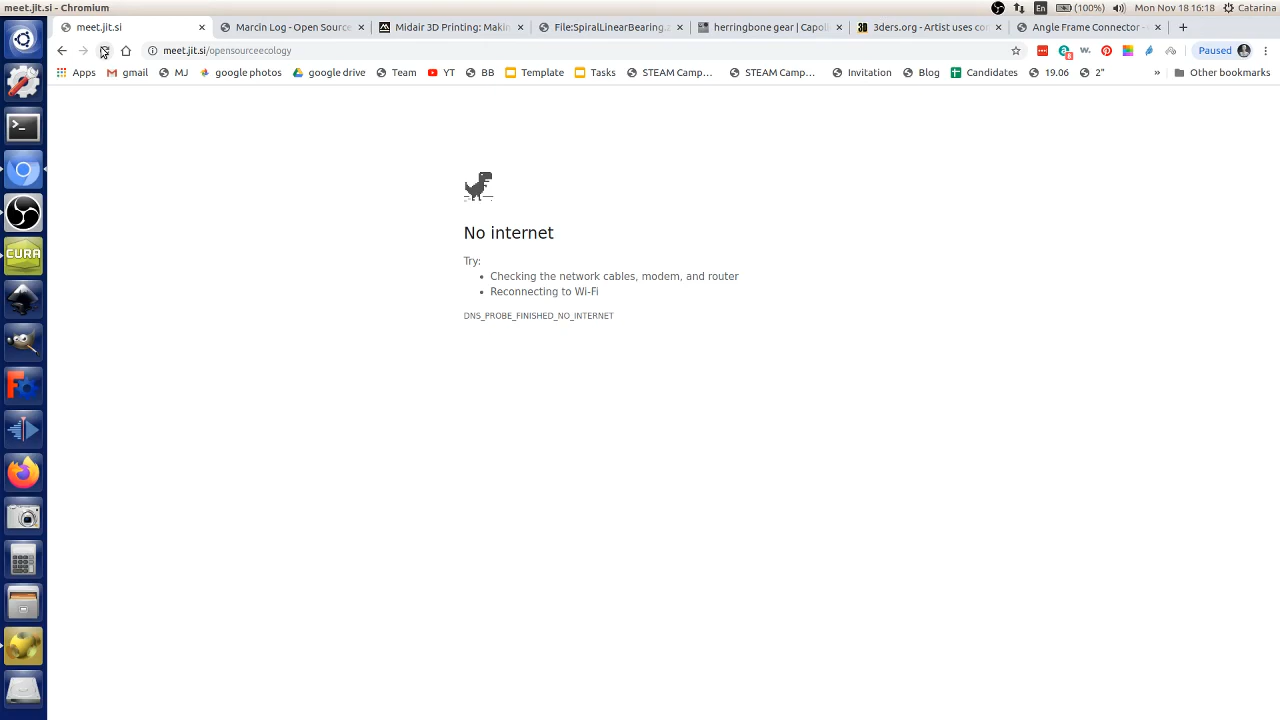 meet.jit.si - Chromium
En
(100%)
Mon Nov 18 16:18
Catarina
meet.jit.si
Marcin Log - Open Source
Midair 3D Printing: Makin
File:SpiralLinearBearing.
herringbone gear | Capol
3ders.org - Artist uses co
Angle Frame Connector -
meet.jit.si/opensourceecology
8
W.
Paused
Apps
gmail
MJ
google photos
google drive
Team
YT
BB
Template
Tasks
STEAM Camp...
STEAM Camp...
Invitation
Blog
Candidates
19.06
2"
»
Other bookmarks
No internet
Try:
• Checking the network cables, modem, and router
• Reconnecting to Wi-Fi
DNS_PROBE_FINISHED_NO_INTERNET
CURA